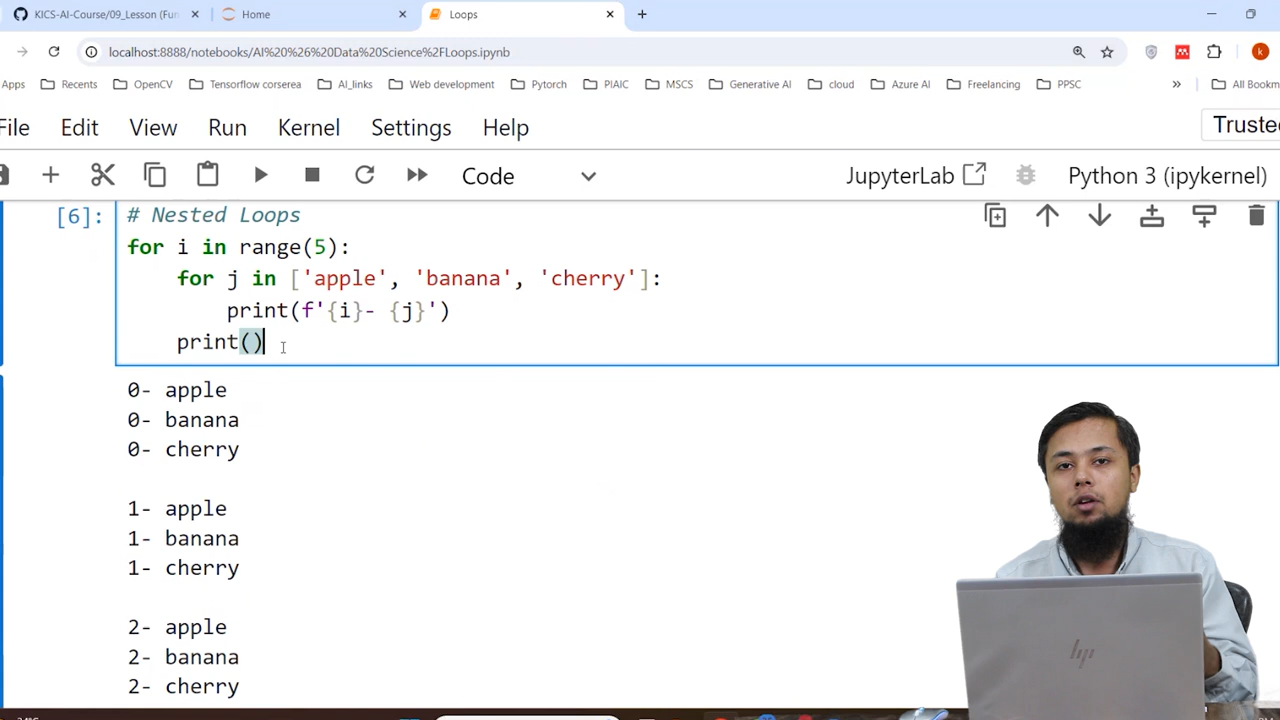 KICS-AI-Course/09_Lesson (Fun
Home
Loops
localhost:8888/notebooks/AI%20%26%20Data%20Science%2FLoops.ipynb
k
Apps Recents OpenCV Tensorflow corserea AI_links Web development Pytorch PIAIC MSCS Generative AI cloud Azure AI Freelancing PPSC » All Bookm
File Edit View Run Kernel Settings Help Truste
Code JupyterLab Python 3 (ipykernel)
[6]: # Nested Loops
for i in range(5):
for j in ['apple', 'banana', 'cherry']:
print(f'{i}- {j}')
print()
0- apple
0- banana
0- cherry
1- apple
1- banana
1- cherry
2- apple
2- banana
2- cherry
hp